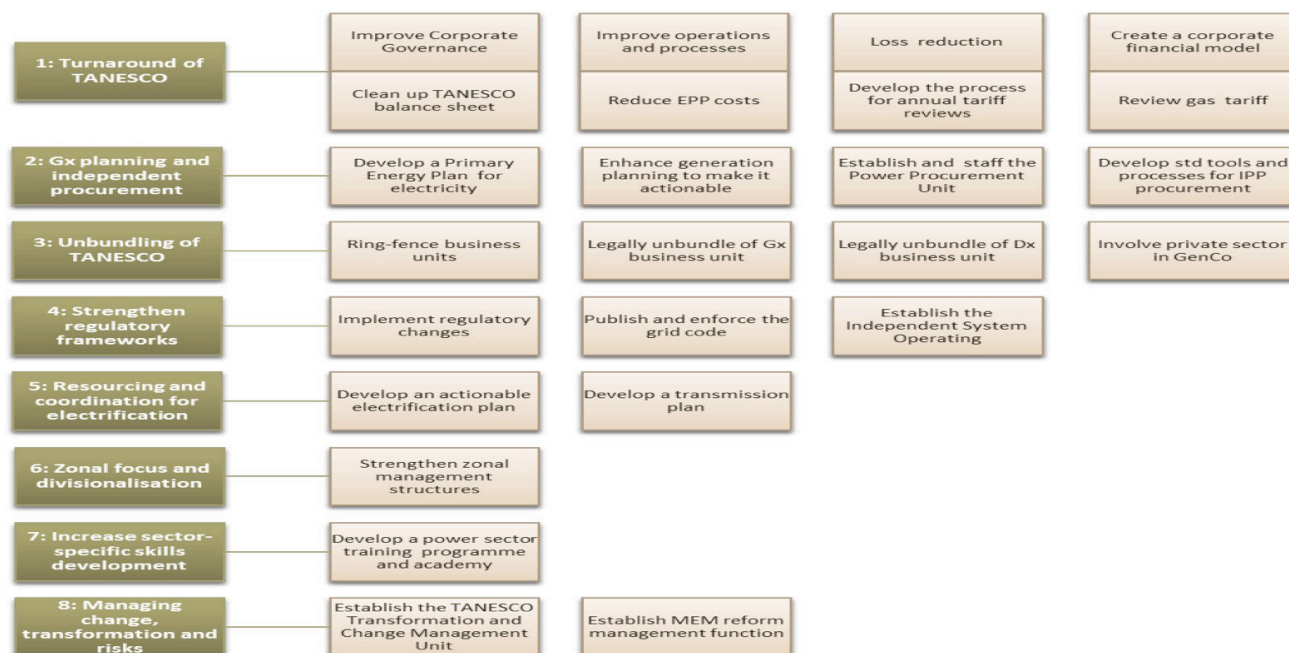 1: Turnaround of
TANESCO
Improve Corporate
Governance
Improve operations
and processes
Loss reduction
Create a corporate
financial model
Clean up TANESCO
balance sheet
Reduce EPP costs
Develop the process
for annual tariff
reviews
Review gas tariff
2: Gx planning and
independent
procurement
Develop a Primary
Energy Plan for
electricity
Enhance generation
planning to make it
actionable
Establish and staff the
Power Procurement
Unit
Develop std tools and
processes for IPP
procurement
3: Unbundling of
TANESCO
Ring-fence business
units
Legally unbundle of Gx
business unit
Legally unbundle of Dx
business unit
Involve private sector
in GenCo
4: Strengthen
regulatory
frameworks
Implement regulatory
changes
Publish and enforce the
grid code
Establish the
Independent System
Operating
5: Resourcing and
coordination for
electrification
Develop an actionable
electrification plan
Develop a transmission
plan
6: Zonal focus and
divisionalisation
Strengthen zonal
management
structures
7: Increase sector-
specific skills
development
Develop a power sector
training programme
and academy
8: Managing
change,
transformation and
risks
Establish the TANESCO
Transformation and
Change Management
Unit
Establish MEM reform
management function